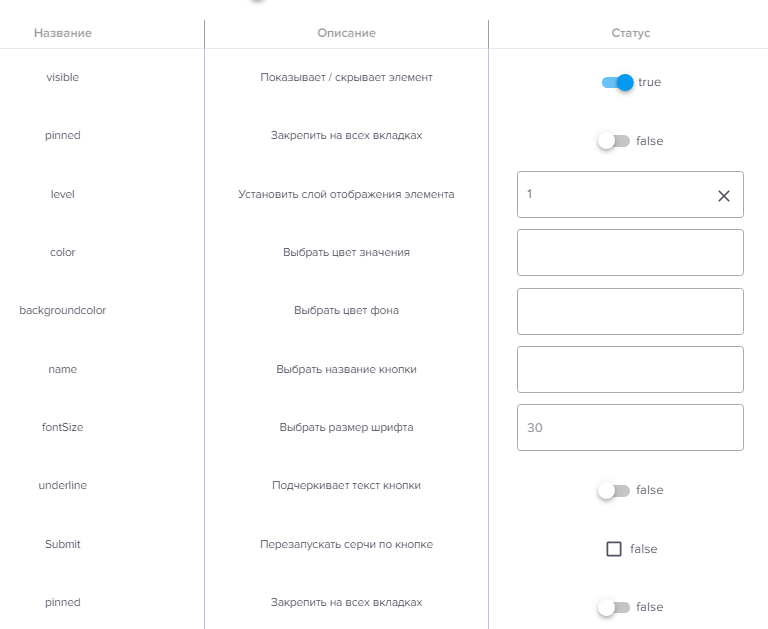 Название Описание Статус
visible Показывает / скрывает элемент true
pinned Закрепить на всех вкладках false
level Установить слой отображения элемента 1
color Выбрать цвет значения
backgroundcolor Выбрать цвет фона
name Выбрать название кнопки
fontSize Выбрать размер шрифта 30
underline Подчеркивает текст кнопки false
Submit Перезапускать серчи по кнопке false
pinned Закрепить на всех вкладках false